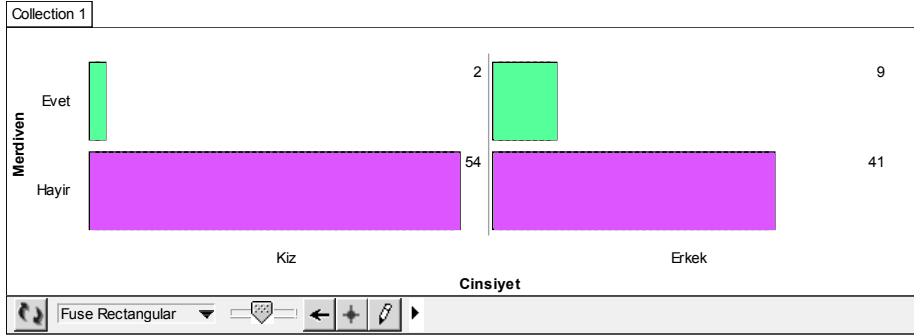 Collection 1
2
9
Evet
Merdiven
54
41
Hayir
Kiz
Erkek
Cinsiyet
Fuse Rectangular